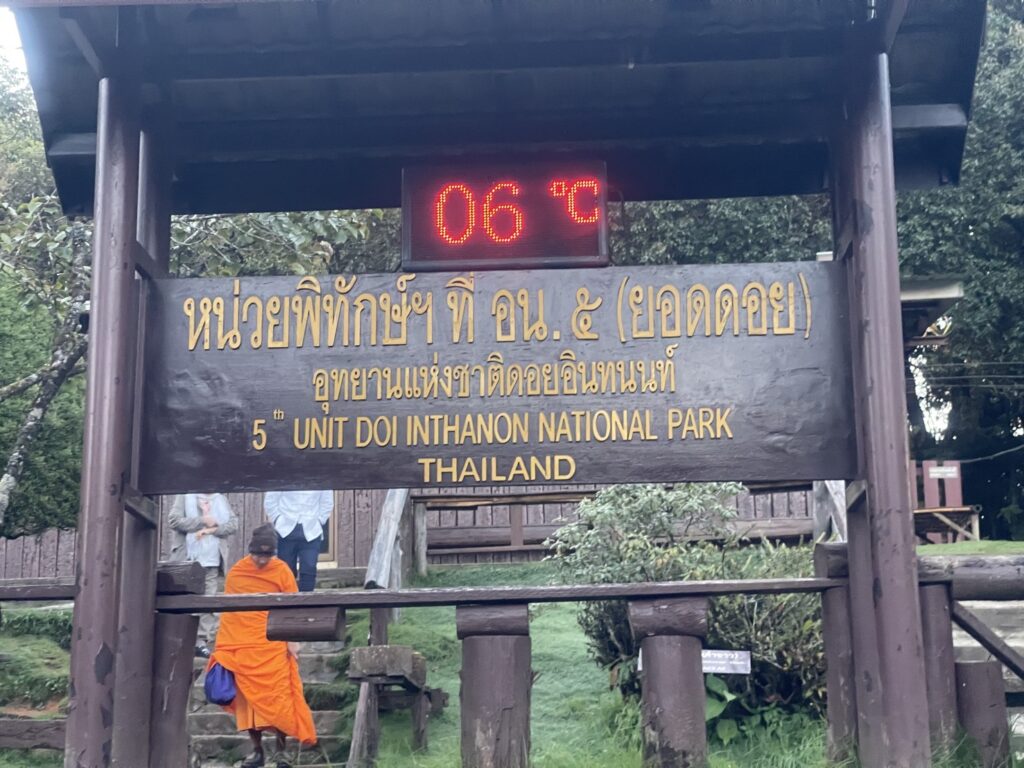 06 °C
หน่วยพิทักษ์ฯ ที่ อน.๕ (ยอดดอย)
อุทยานแห่งชาติดอยอินทนนท์
5th UNIT DOI INTHANON NATIONAL PARK
THAILAND